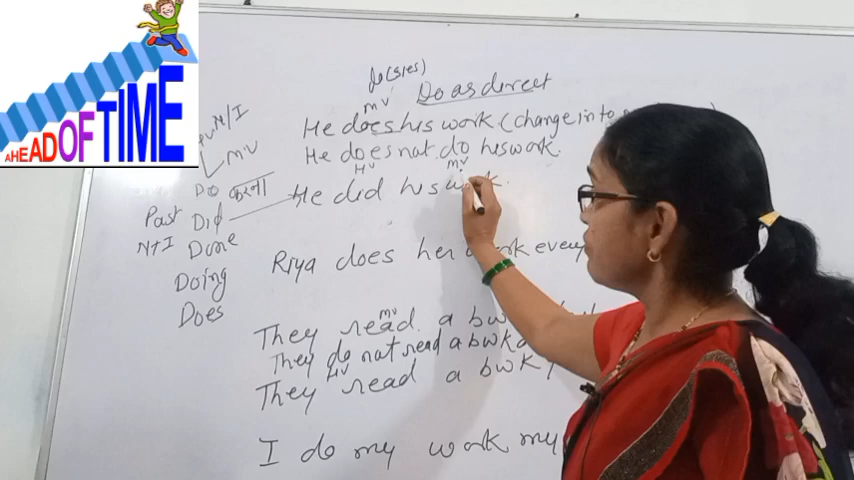 AHEAD OF TIME
do(s/es)
Do as direct
MV
He does his work (change into
He does not do his work.
HV
MV
He did his work.
N/I
MV
Do करना
Past
Did
N+I
Done
Doing
Does
Riya does her work every
MV
They read a book
They do not read a book
HV
They read a book
I do my work my